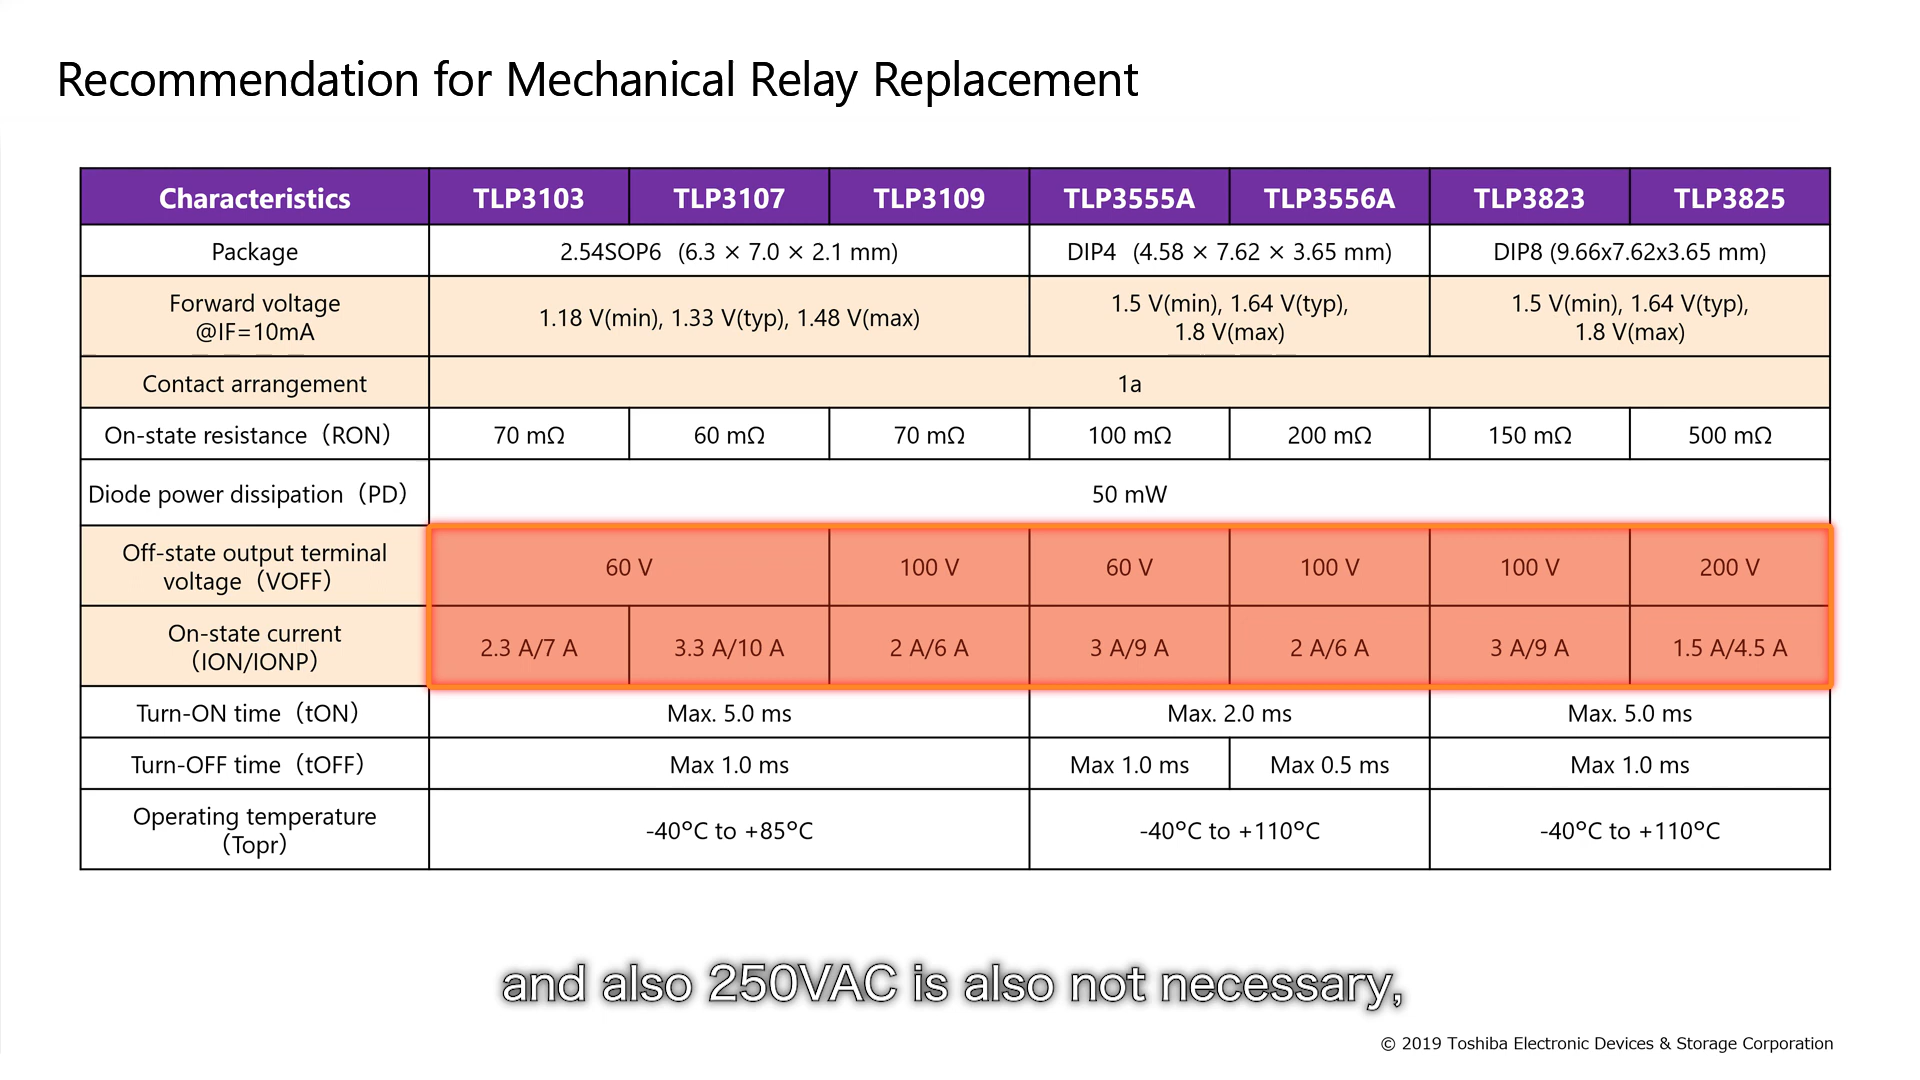 Recommendation for Mechanical Relay Replacement
Characteristics TLP3103 TLP3107 TLP3109 TLP3555A TLP3556A TLP3823 TLP3825
Package 2.54SOP6 (6.3 × 7.0 × 2.1 mm) DIP4 (4.58 × 7.62 × 3.65 mm) DIP8 (9.66x7.62x3.65 mm)
Forward voltage
@IF=10mA
1.18 V(min), 1.33 V(typ), 1.48 V(max)
1.5 V(min), 1.64 V(typ),
1.8 V(max)
1.5 V(min), 1.64 V(typ),
1.8 V(max)
Contact arrangement 1a
On-state resistance（RON） 70 mΩ 60 mΩ 70 mΩ 100 mΩ 200 mΩ 150 mΩ 500 mΩ
Diode power dissipation（PD） 50 mW
Off-state output terminal
voltage（VOFF）
60 V 100 V 60 V 100 V 100 V 200 V
On-state current
（ION/IONP）
2.3 A/7 A 3.3 A/10 A 2 A/6 A 3 A/9 A 2 A/6 A 3 A/9 A 1.5 A/4.5 A
Turn-ON time（tON） Max. 5.0 ms Max. 2.0 ms Max. 5.0 ms
Turn-OFF time（tOFF） Max 1.0 ms Max 1.0 ms Max 0.5 ms Max 1.0 ms
Operating temperature
（Topr）
-40℃ to +85℃ -40℃ to +110℃ -40℃ to +110℃
and also 250VAC is also not necessary,
© 2019 Toshiba Electronic Devices & Storage Corporation